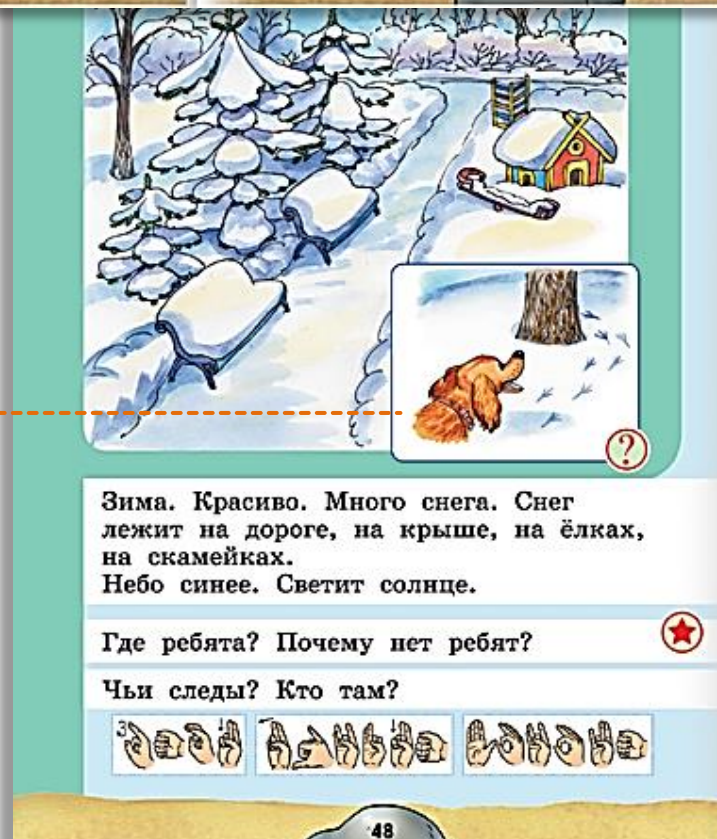 ?
Зима. Красиво. Много снега. Снег
лежит на дороге, на крыше, на ёлках,
на скамейках.
Небо синее. Светит солнце.
Где ребята? Почему нет ребят?
Чьи следы? Кто там?
48